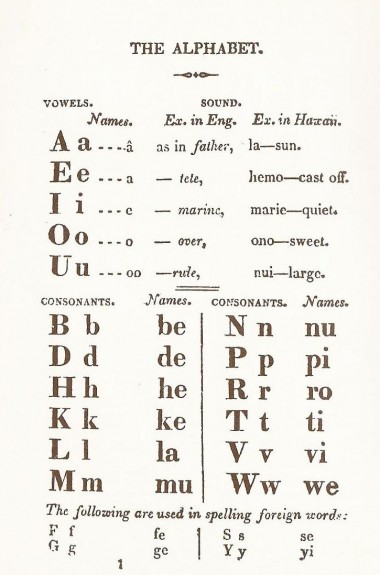 THE ALPHABET.
VOWELS. SOUND.
Names. Ex. in Eng. Ex. in Hawaii.
A a ----â as in father, la—sun.
E e ----a — tete, hemo—cast off.
I i ---e — marine, marie—quiet.
O o ---o — over, ono—sweet.
U u ---oo —rule, nui—large.
CONSONANTS. Names. CONSONANTS. Names.
B b be N n nu
D d de P p pi
H h he R r ro
K k ke T t ti
L l la V v vi
M m mu W w we
The following are used in spelling foreign words:
F f fe S s se
G g ge Y y yi
1